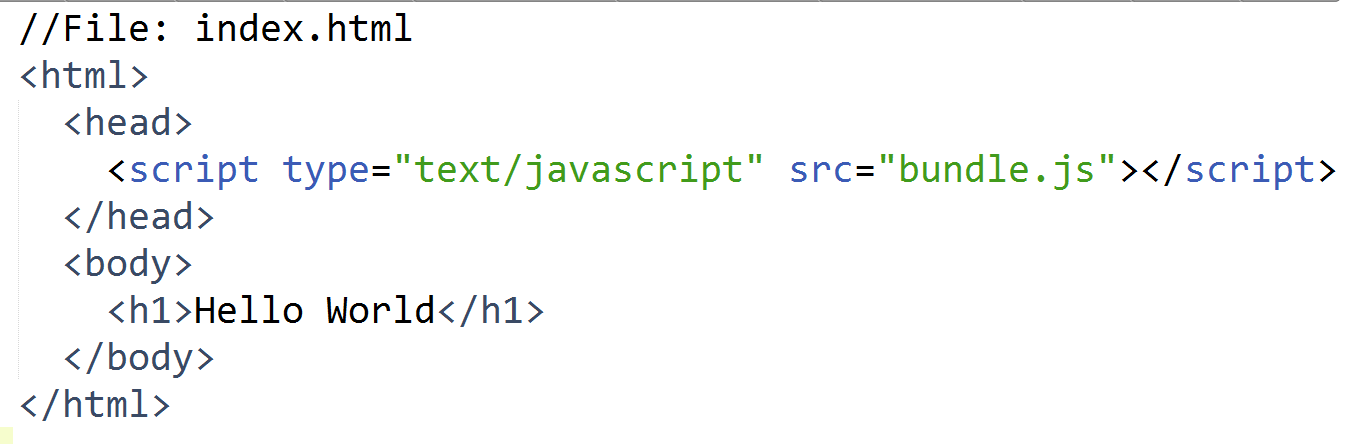 //File: index.html
<html>
  <head>
    <script type="text/javascript" src="bundle.js"></script>
  </head>
  <body>
    <h1>Hello World</h1>
  </body>
</html>